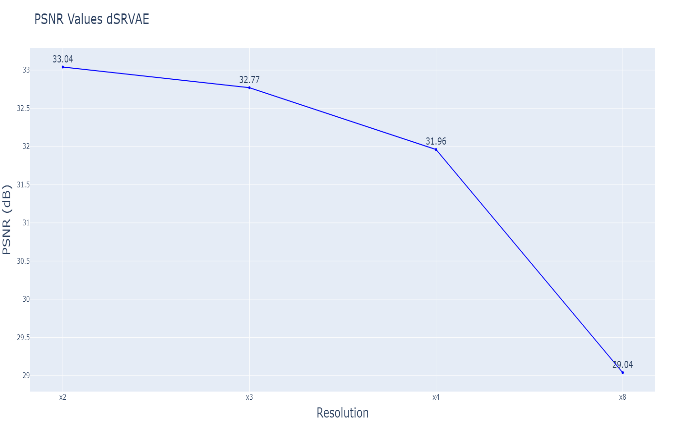 PSNR Values dSRVAE
33.04
32.77
31.96
29.04
33
32.5
32
31.5
31
30.5
30
29.5
29
PSNR (dB)
x2
x3
x4
x8
Resolution